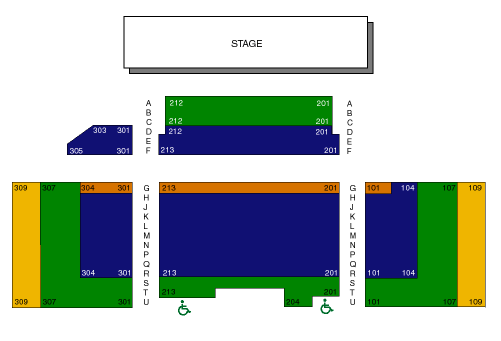 STAGE
A 212 201 A
B B
C 212 201 C
303 301 D 212 201 D
E E
305 301 F 213 201 F
309 307 304 301 G 213 201 G 101 104 107 109
H H
J J
K K
L L
M M
N N
P P
Q Q
304 301 R 213 201 R 101 104
S S
T 213 201 T
309 307 301 U 204 U 101 107 109